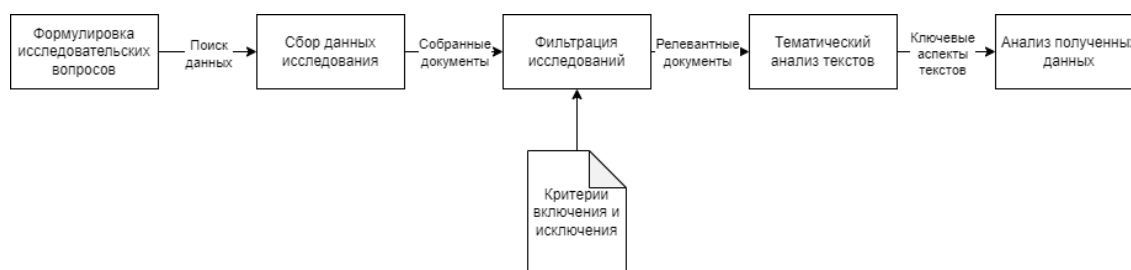 Формулировка
исследовательских
вопросов
Поиск
данных
Сбор данных
исследования
Собранные
документы
Фильтрация
исследований
Релевантные
документы
Тематический
анализ текстов
Ключевые
аспекты
текстов
Анализ полученных
данных
Критерии
включения и
исключения